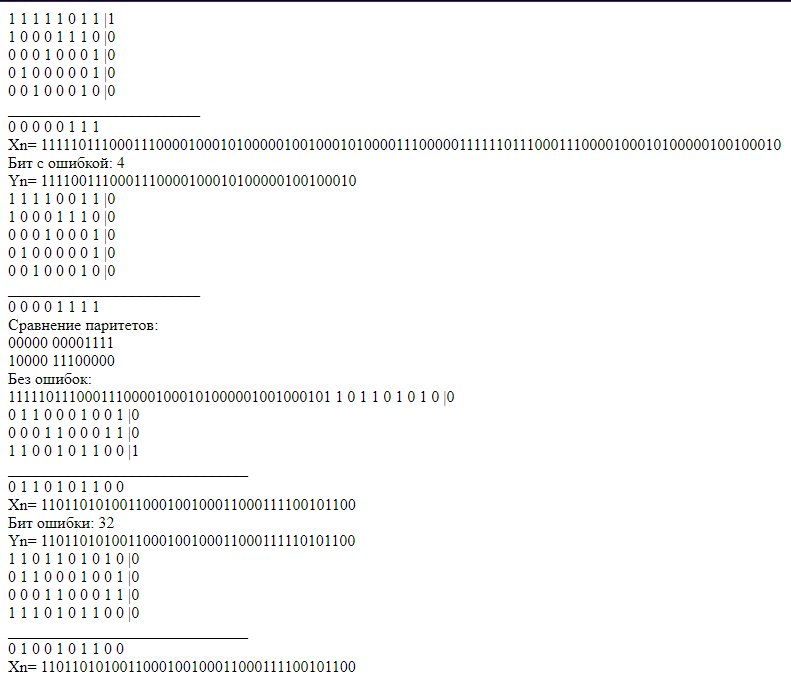 1 1 1 1 1 0 1 1 |1
1 0 0 0 1 1 1 0 |0
0 0 0 1 0 0 0 1 |0
0 1 0 0 0 0 0 1 |0
0 0 1 0 0 0 1 0 |0
________________________
0 0 0 0 0 1 1 1
Xn= 1111101110001110000100010100000100100010100001110000011111101110001110000100010100000100100010
Бит с ошибкой: 4
Yn= 1111001110001110000100010100000100100010
1 1 1 1 0 0 1 1 |0
1 0 0 0 1 1 1 0 |0
0 0 0 1 0 0 0 1 |0
0 1 0 0 0 0 0 1 |0
0 0 1 0 0 0 1 0 |0
________________________
0 0 0 0 1 1 1 1
Сравнение паритетов:
00000 00001111
10000 11100000
Без ошибок:
1111101110001110000100010100000100100010​1 1 0 1 1 0 1 0 1 0 |0
0 1 1 0 0 0 1 0 0 1 |0
0 0 0 1 1 0 0 0 1 1 |0
1 1 0 0 1 0 1 1 0 0 |1
______________________________
0 1 1 0 1 0 1 1 0 0
Xn= 1101101010011000100100011000111100101100
Бит ошибки: 32
Yn= 1101101010011000100100011000111110101100
1 1 0 1 1 0 1 0 1 0 |0
0 1 1 0 0 0 1 0 0 1 |0
0 0 0 1 1 0 0 0 1 1 |0
1 1 1 0 1 0 1 1 0 0 |0
______________________________
0 1 0 0 1 0 1 1 0 0
Xn= 1101101010011000100100011000111100101100